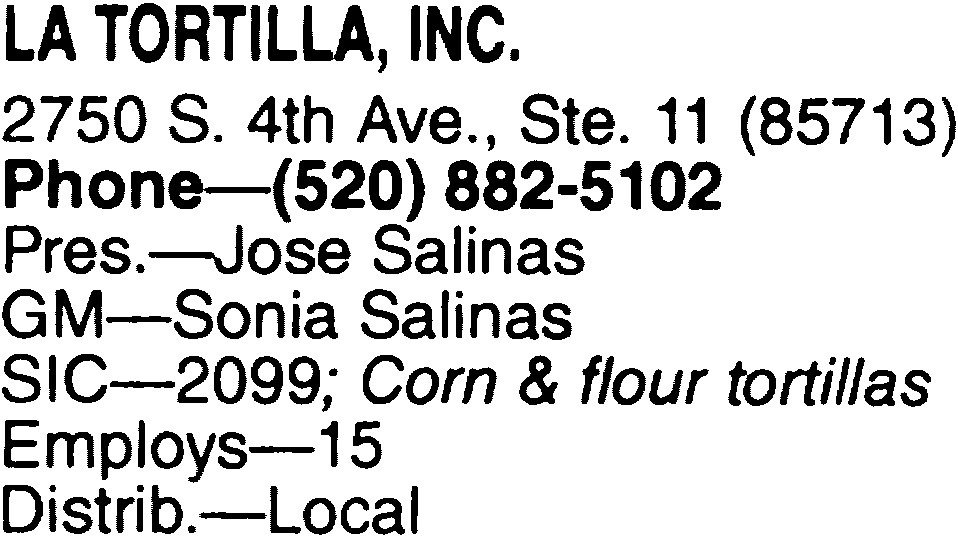 LA TORTILLA, INC.
2750 S. 4th Ave., Ste. 11 (85713)
Phone—(520) 882-5102
Pres.—Jose Salinas
GM—Sonia Salinas
SIC—2099; Corn & flour tortillas
Employs—15
Distrib.—Local